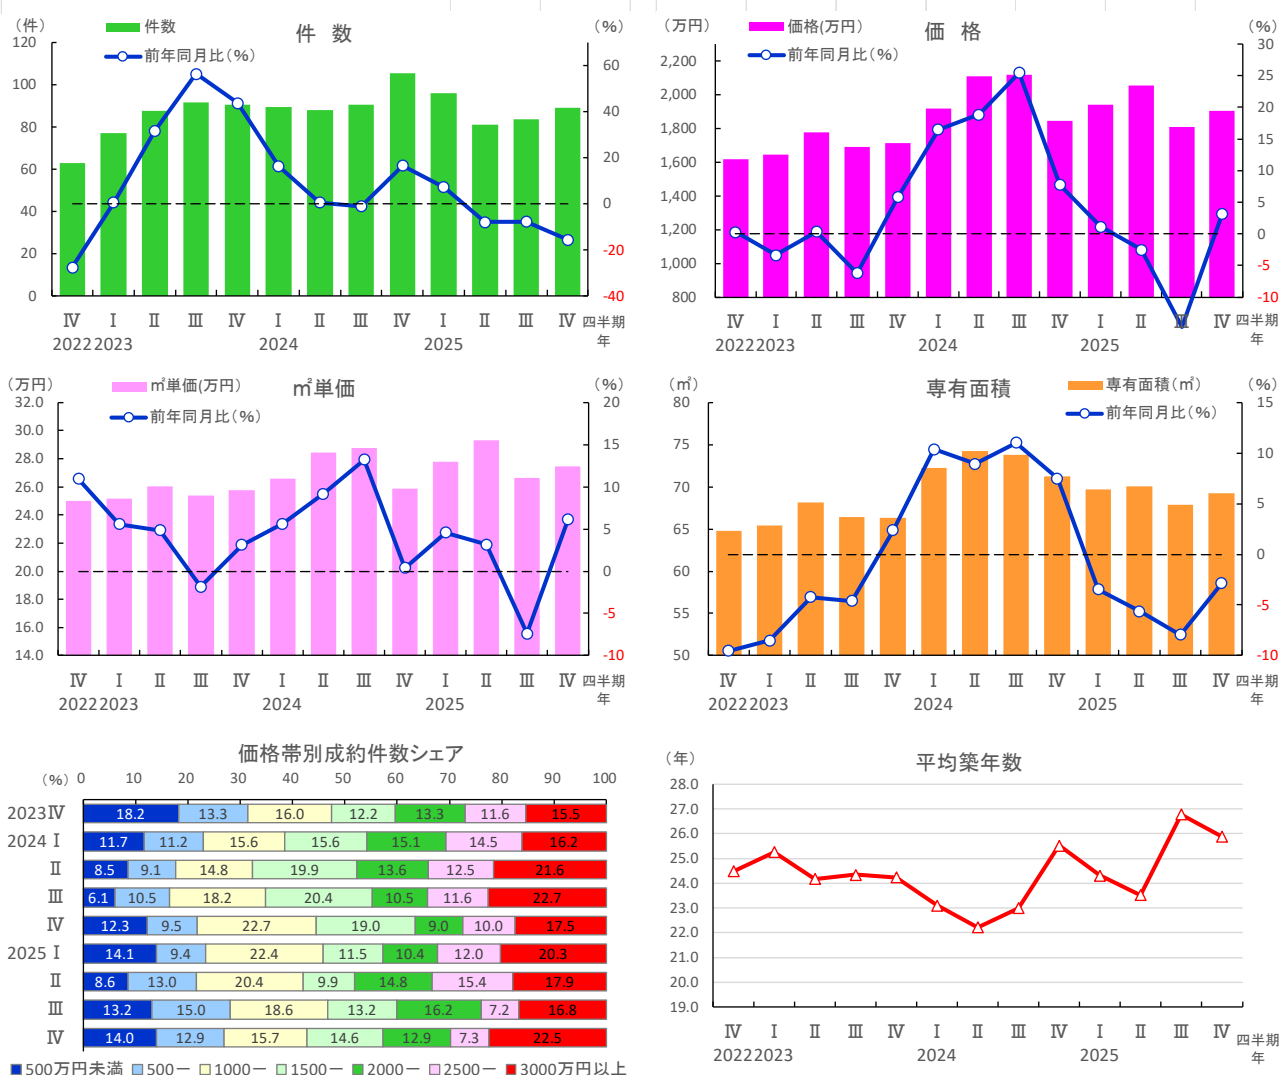 (件)
件数
件 数
(%)
前年同月比(%)
120
100
80
60
40
20
0
60
40
20
0
-20
-40
Ⅳ Ⅰ Ⅱ Ⅲ Ⅳ Ⅰ Ⅱ Ⅲ Ⅳ Ⅰ Ⅱ Ⅲ Ⅳ 四半期
2022 2023 2024 2025 年
(万円)
価格(万円)
価 格
(%)
前年同月比(%)
2,200
2,000
1,800
1,600
1,400
1,200
1,000
800
30
25
20
15
10
5
0
-5
-10
Ⅳ Ⅰ Ⅱ Ⅲ Ⅳ Ⅰ Ⅱ Ⅲ Ⅳ Ⅰ Ⅱ Ⅲ Ⅳ 四半期
2022 2023 2024 2025 年
(万円)
㎡単価(万円)
㎡単価
(%)
前年同月比(%)
32.0
30.0
28.0
26.0
24.0
22.0
20.0
18.0
16.0
14.0
20
15
10
5
0
-5
-10
Ⅳ Ⅰ Ⅱ Ⅲ Ⅳ Ⅰ Ⅱ Ⅲ Ⅳ Ⅰ Ⅱ Ⅲ Ⅳ 四半期
2022 2023 2024 2025 年
(㎡)
専有面積
専有面積(㎡)
(%)
前年同月比(%)
80
75
70
65
60
55
50
15
10
5
0
-5
-10
Ⅳ Ⅰ Ⅱ Ⅲ Ⅳ Ⅰ Ⅱ Ⅲ Ⅳ Ⅰ Ⅱ Ⅲ Ⅳ 四半期
2022 2023 2024 2025 年
価格帯別成約件数シェア
(%) 0 10 20 30 40 50 60 70 80 90 100
2023 Ⅳ 18.2 13.3 16.0 12.2 13.3 11.6 15.5
2024 Ⅰ 11.7 11.2 15.6 15.6 15.1 14.5 16.2
Ⅱ 8.5 9.1 14.8 19.9 13.6 12.5 21.6
Ⅲ 6.1 10.5 18.2 20.4 10.5 11.6 22.7
Ⅳ 12.3 9.5 22.7 19.0 9.0 10.0 17.5
2025 Ⅰ 14.1 9.4 22.4 11.5 10.4 12.0 20.3
Ⅱ 8.6 13.0 20.4 9.9 14.8 15.4 17.9
Ⅲ 13.2 15.0 18.6 13.2 16.2 7.2 16.8
Ⅳ 14.0 12.9 15.7 14.6 12.9 7.3 22.5
500万円未満 500ー 1000ー 1500ー 2000ー 2500ー 3000万円以上
(年)
平均築年数
28.0
27.0
26.0
25.0
24.0
23.0
22.0
21.0
20.0
19.0
Ⅳ Ⅰ Ⅱ Ⅲ Ⅳ Ⅰ Ⅱ Ⅲ Ⅳ Ⅰ Ⅱ Ⅲ Ⅳ 四半期
2022 2023 2024 2025 年